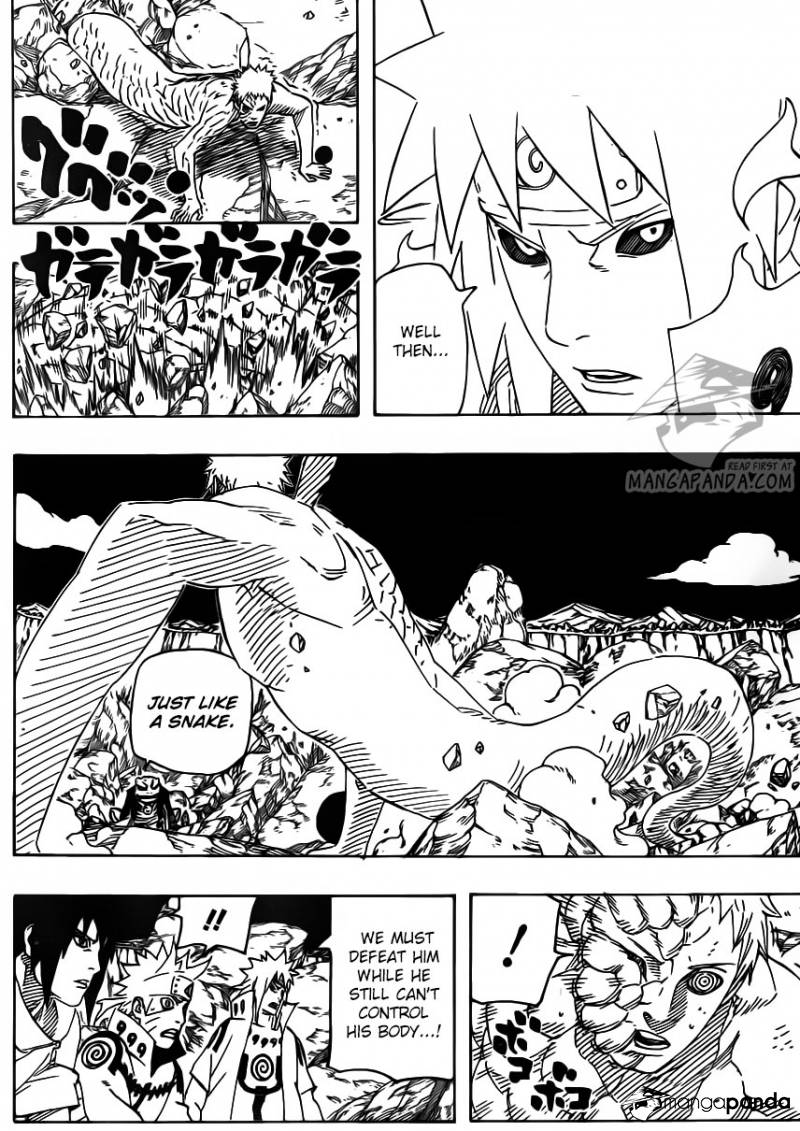 WELL
THEN...
グググッ
ガラガラガラガラ
READ FIRST AT
MANGAPANDA.COM
JUST LIKE
A SNAKE.
!
ボコ
ボコ
WE MUST
DEFEAT HIM
WHILE HE
STILL CAN'T
CONTROL
HIS BODY...!
!!
mangapanda